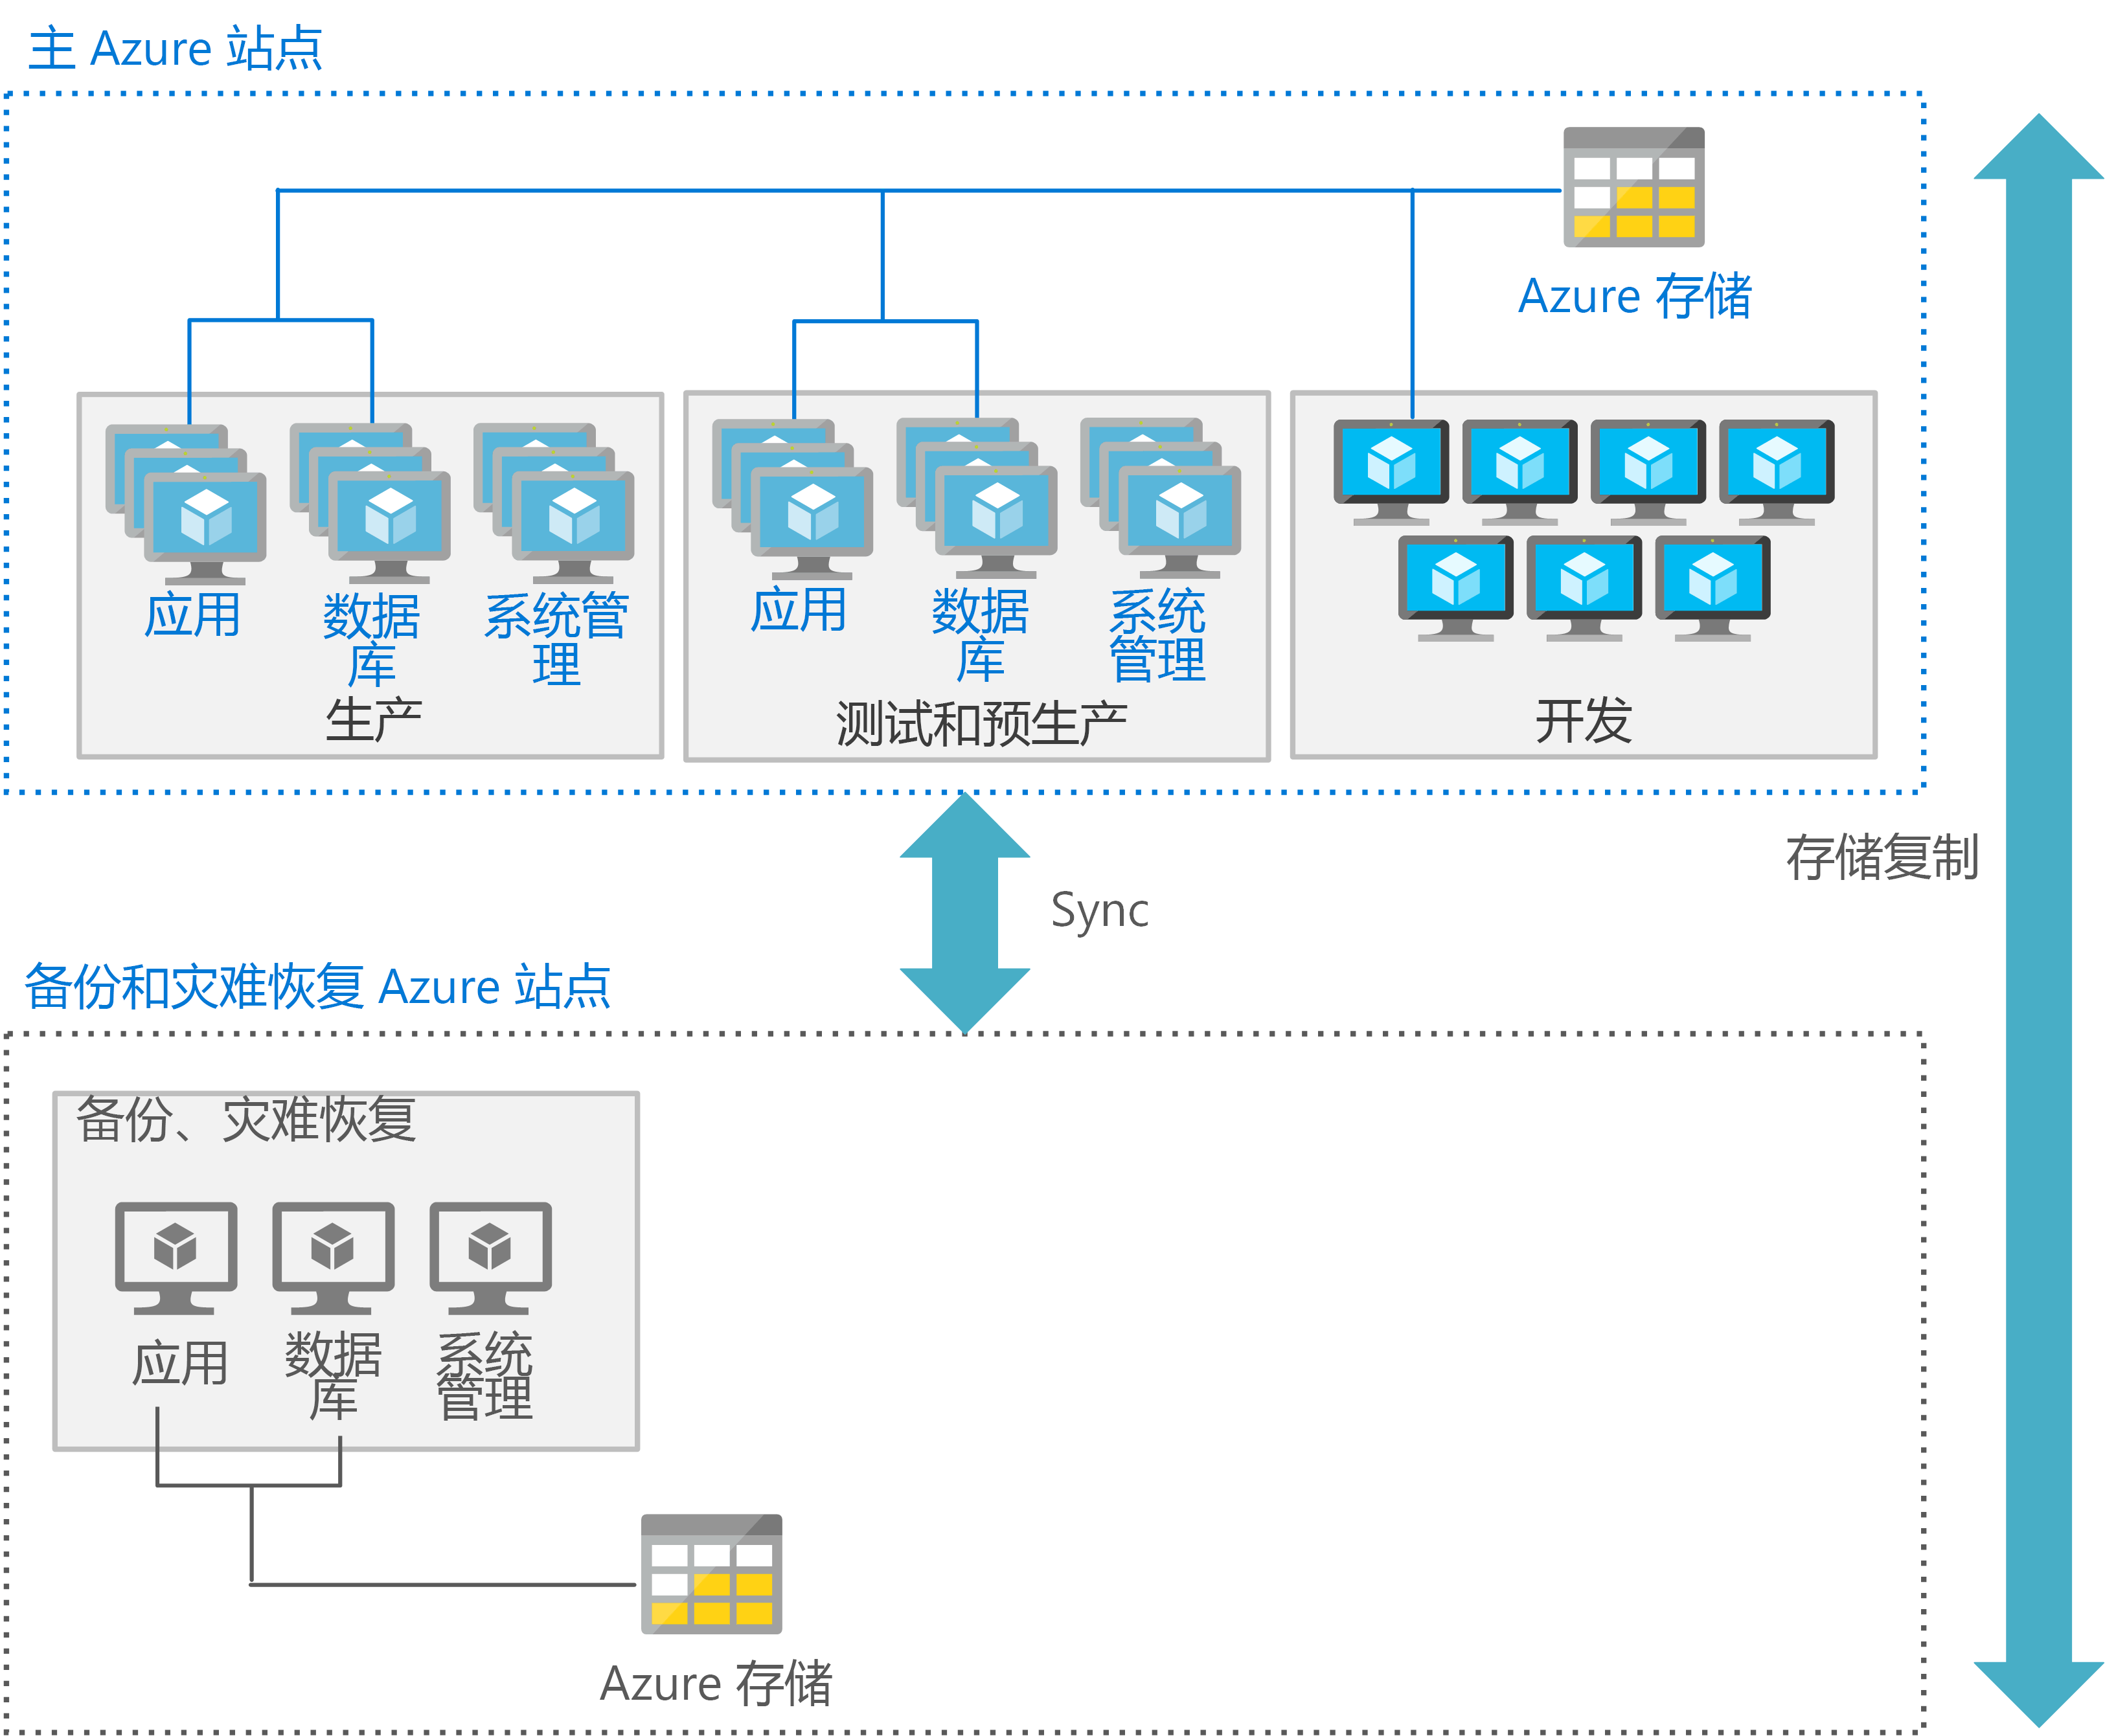 主 Azure 站点
Azure 存储
应用
数据
库
系统管
理
生产
应用
数据
库
系统
管理
测试和预生产
开发
存储复制
Sync
备份和灾难恢复 Azure 站点
备份、灾难恢复
应用
数据
库
系统
管理
Azure 存储